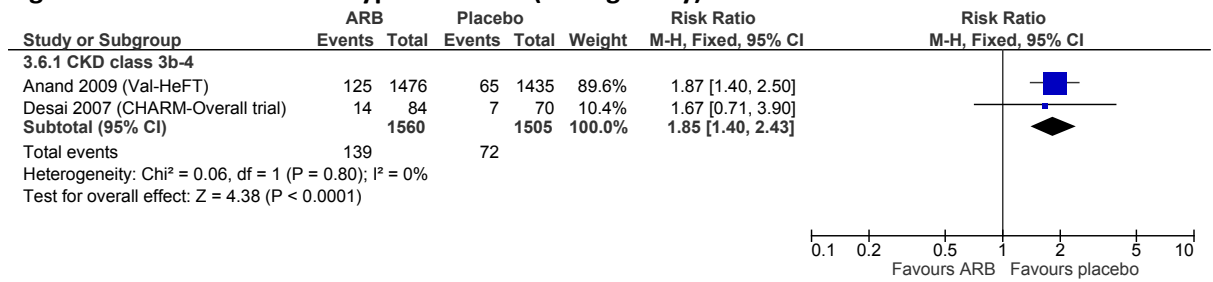 ARB Placebo Risk Ratio Risk Ratio
Study or Subgroup Events Total Events Total Weight M-H, Fixed, 95% CI M-H, Fixed, 95% CI
3.6.1 CKD class 3b-4
Anand 2009 (Val-HeFT) 125 1476 65 1435 89.6% 1.87 [1.40, 2.50]
Desai 2007 (CHARM-Overall trial) 14 84 7 70 10.4% 1.67 [0.71, 3.90]
Subtotal (95% CI) 1560 1505 100.0% 1.85 [1.40, 2.43]
Total events 139 72
Heterogeneity: Chi² = 0.06, df = 1 (P = 0.80); I² = 0%
Test for overall effect: Z = 4.38 (P < 0.0001)
0.1 0.2 0.5 1 2 5 10
Favours ARB Favours placebo